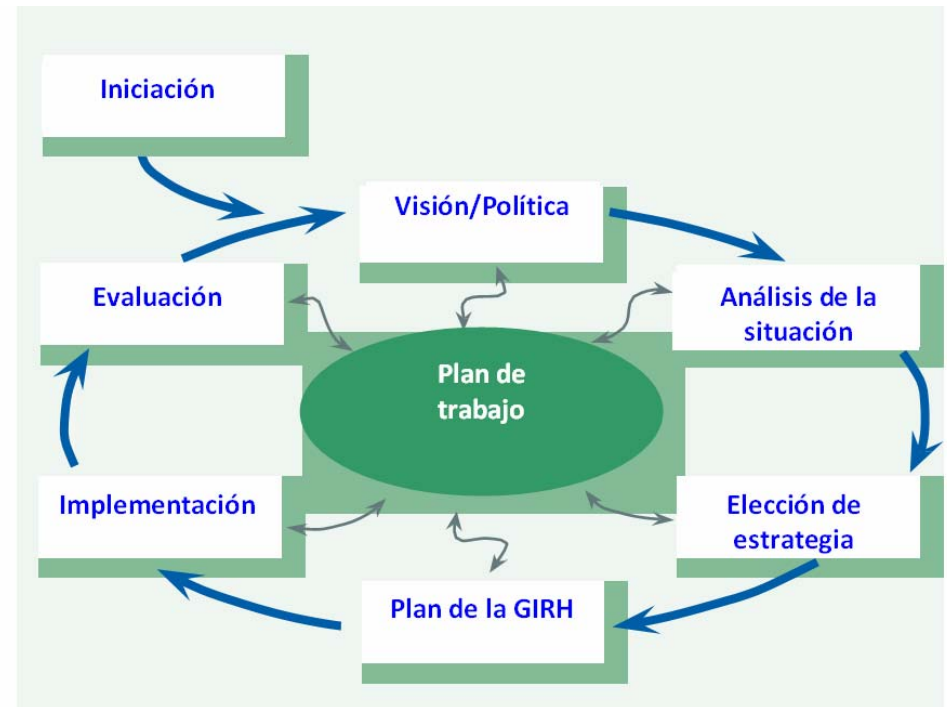 Iniciación
Visión/Política
Evaluación
Análisis de la
situación
Plan de
trabajo
Implementación
Elección de
estrategia
Plan de la GIRH